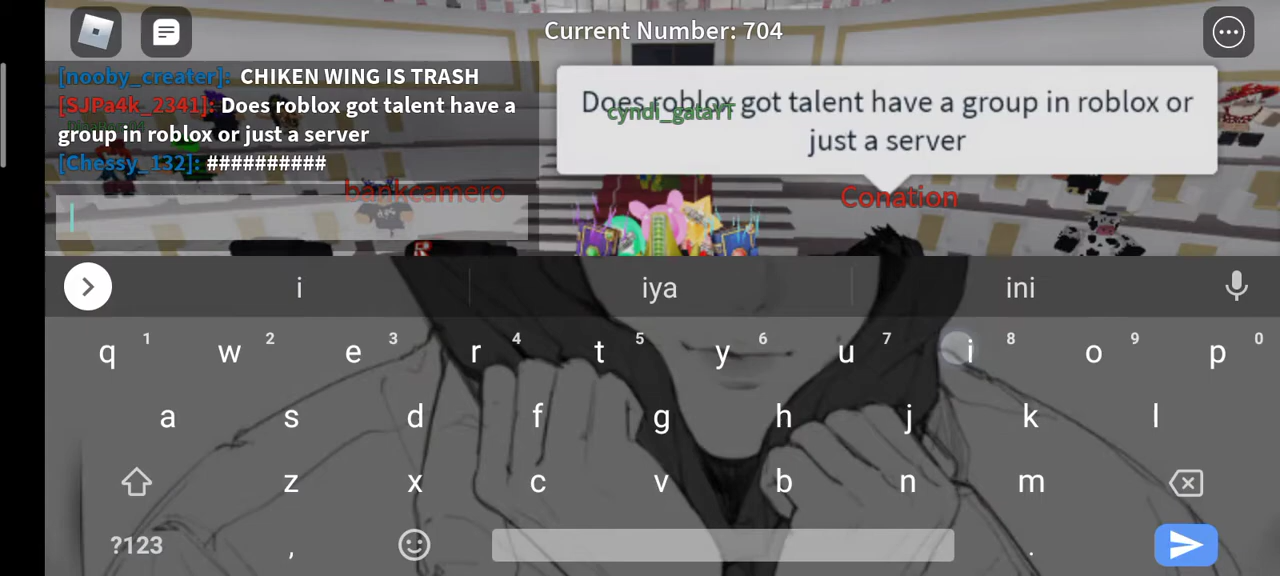 Current Number: 704
[nooby_creater]: CHIKEN WING IS TRASH
[SJPa4k_2341]: Does roblox got talent have a
group in roblox or just a server
[Chessy_132]: ##########
Does roblox got talent have a group in roblox or
just a server
cyndi_gataYT
bankcamero
Conation
i iya ini
q 1 w 2 e 3 r 4 t 5 y 6 u 7 i 8 o 9 p 0
a s d f g h j k l
z x c v b n m
?123 , .